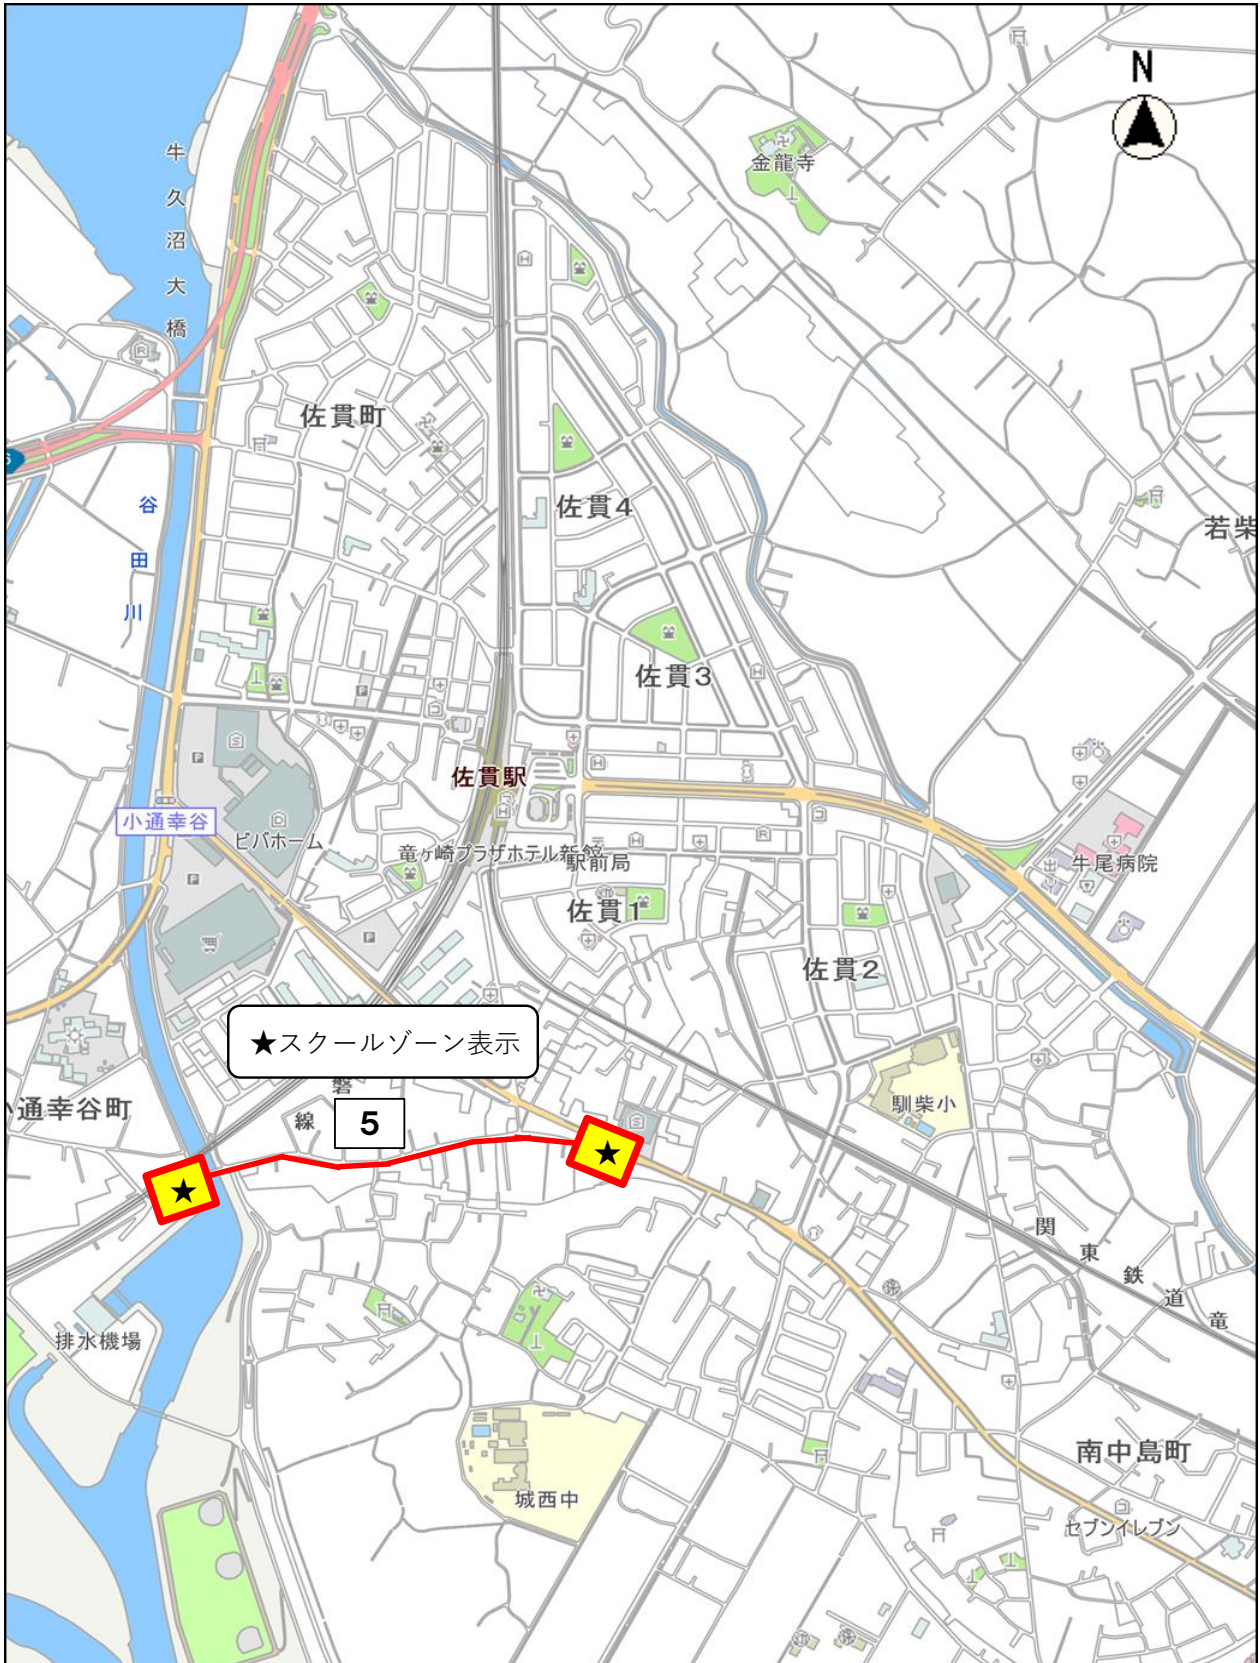 N
金龍寺
牛久沼大橋
佐貫町
6
谷田川
佐貫4
若柴
佐貫3
佐貫駅
小通幸谷
ビバホーム
竜ヶ崎プラザホテル新館
駅前局
牛尾病院
佐貫1
佐貫2
★スクールゾーン表示
磐
線
5
馴柴小
小通幸谷町
★
★
関東鉄道竜
排水機場
南中島町
城西中
セブンイレブン